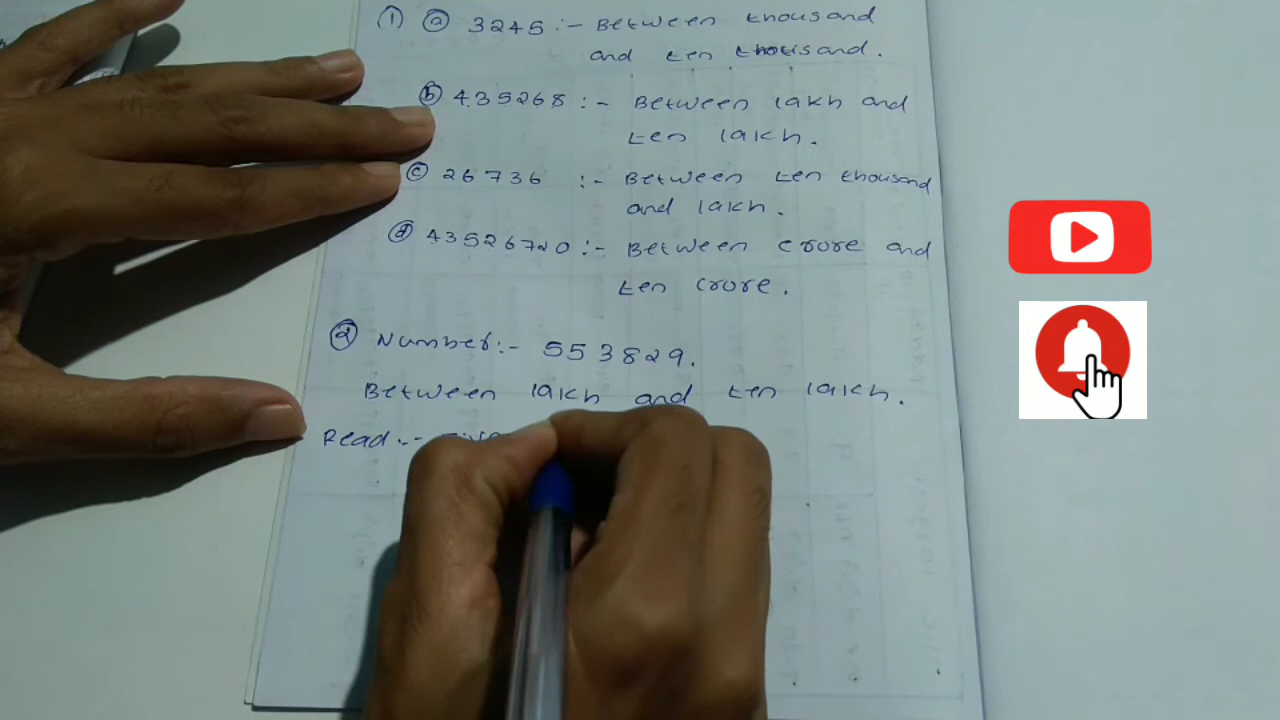 ① ⓐ 3245 :- Between thousand
and ten thousand.
ⓑ 435268 :- Between lakh and
ten lakh.
ⓒ 26736 :- Between ten thousand
and lakh.
ⓓ 43526720 :- Between crore and
ten crore.
② Number :- 553829.
Between lakh and ten lakh.
Read :-